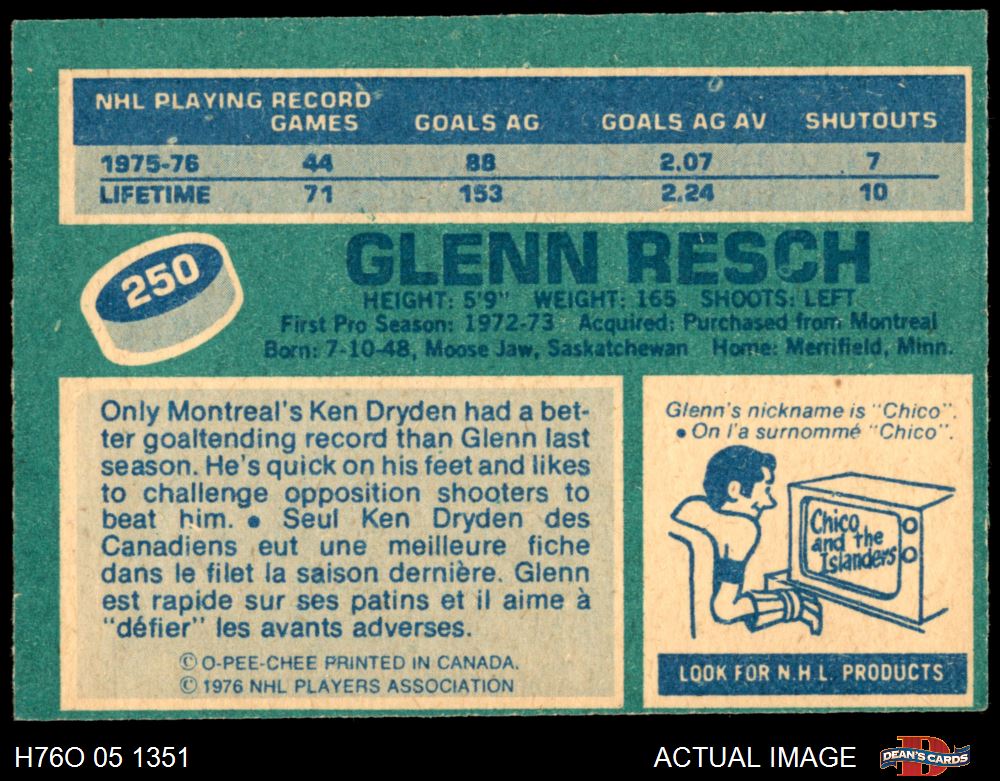 NHL PLAYING RECORD
GAMES GOALS AG GOALS AG AV SHUTOUTS
1975-76 44 88 2.07 7
LIFETIME 71 153 2.24 10
250
GLENN RESCH
HEIGHT: 5'9" WEIGHT: 165 SHOOTS: LEFT
First Pro Season: 1972-73 Acquired: Purchased from Montreal
Born: 7-10-48, Moose Jaw, Saskatchewan Home: Merrifield, Minn.
Only Montreal's Ken Dryden had a bet-
ter goaltending record than Glenn last
season. He's quick on his feet and likes
to challenge opposition shooters to
beat him. • Seul Ken Dryden des
Canadiens eut une meilleure fiche
dans le filet la saison dernière. Glenn
est rapide sur ses patins et il aime à
"défier" les avants adverses.
© O-PEE-CHEE PRINTED IN CANADA.
© 1976 NHL PLAYERS ASSOCIATION
Glenn's nickname is "Chico".
• On l'a surnommé "Chico".
Chico
and the
Islanders
LOOK FOR N.H.L. PRODUCTS
H76O 05 1351
ACTUAL IMAGE
DEAN'S CARDS